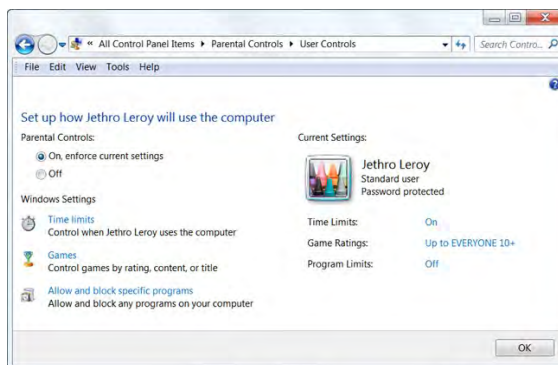 « All Control Panel Items ▸ Parental Controls ▸ User Controls
Search Contro...
File Edit View Tools Help
Set up how Jethro Leroy will use the computer
Parental Controls:
On, enforce current settings
Off
Windows Settings
Time limits
Control when Jethro Leroy uses the computer
Games
Control games by rating, content, or title
Allow and block specific programs
Allow and block any programs on your computer
Current Settings:
Jethro Leroy
Standard user
Password protected
Time Limits: On
Game Ratings: Up to EVERYONE 10+
Program Limits: Off
OK